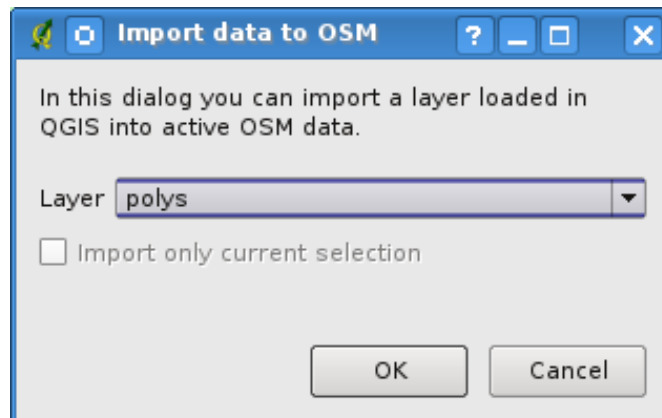 Import data to OSM
In this dialog you can import a layer loaded in
QGIS into active OSM data.
Layer polys
Import only current selection
OK Cancel